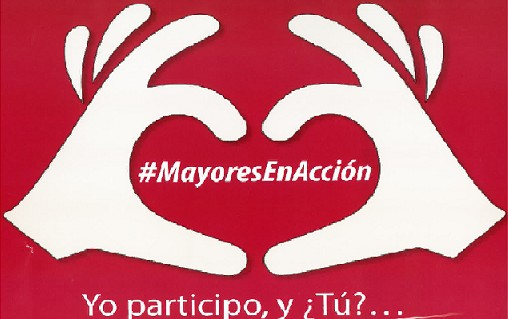 #MayoresEnAcción
Yo participo, y ¿Tú?...